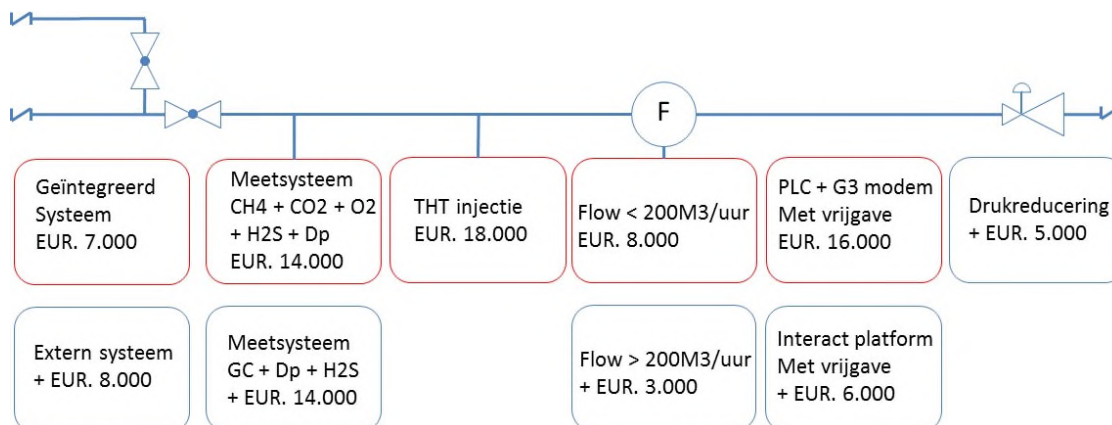 F
Geïntegreerd
Systeem
EUR. 7.000
Meetsysteem
CH4 + CO2 + O2
+ H2S + Dp
EUR. 14.000
THT injectie
EUR. 18.000
Flow < 200M3/uur
EUR. 8.000
PLC + G3 modem
Met vrijgave
EUR. 16.000
Drukreducering
+ EUR. 5.000
Extern systeem
+ EUR. 8.000
Meetsysteem
GC + Dp + H2S
+ EUR. 14.000
Flow > 200M3/uur
+ EUR. 3.000
Interact platform
Met vrijgave
+ EUR. 6.000